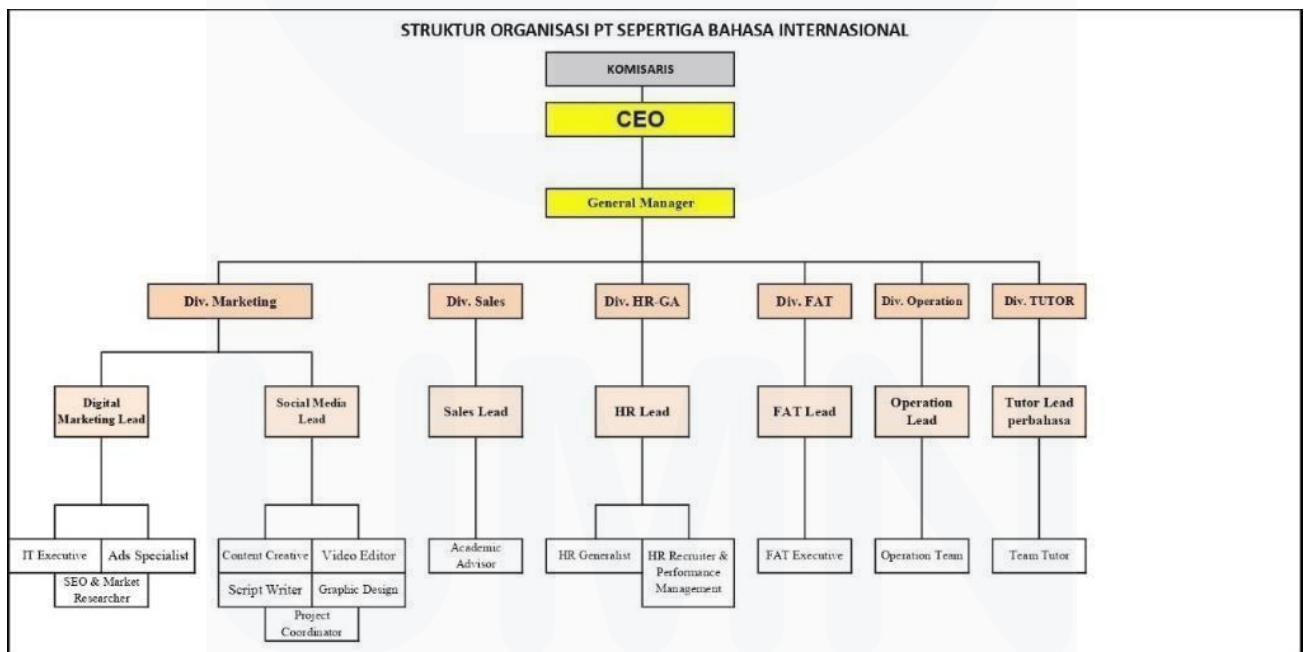 STRUKTUR ORGANISASI PT SEPERTIGA BAHASA INTERNASIONAL
KOMISARIS
CEO
General Manager
Div. Marketing
Div. Sales
Div. HR-GA
Div. FAT
Div. Operation
Div. TUTOR
Digital
Marketing Lead
Social Media
Lead
Sales Lead
HR Lead
FAT Lead
Operation
Lead
Tutor Lead
perbahasa
IT Executive
Ads Specialist
SEO & Market
Researcher
Content Creative
Video Editor
Script Writer
Graphic Design
Project
Coordinator
Academic
Advisor
HR Generalist
HR Recruiter &
Performance
Management
FAT Executive
Operation Team
Team Tutor
UMN